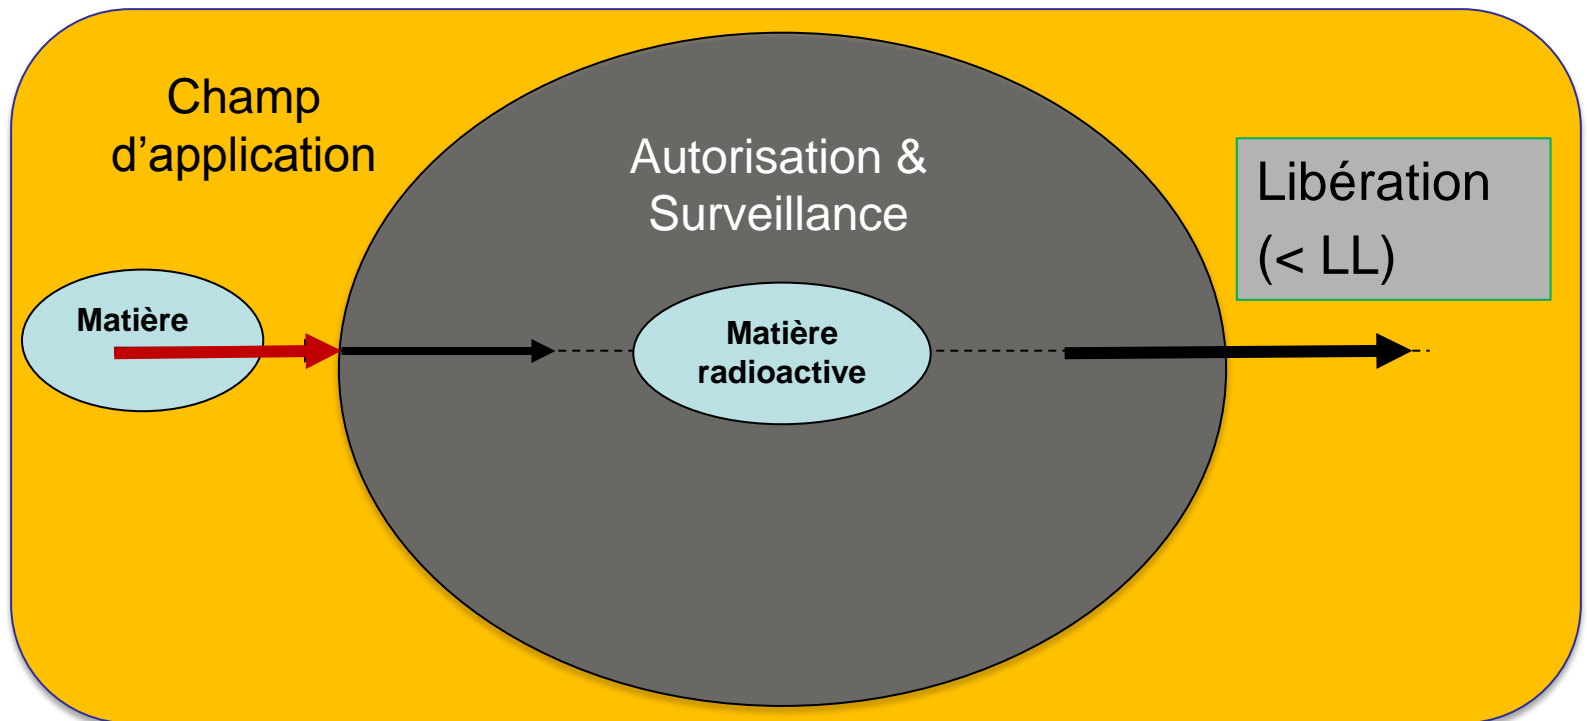 Champ
d’application
Autorisation &
Surveillance
Libération
(< LL)
Matière
Matière
radioactive